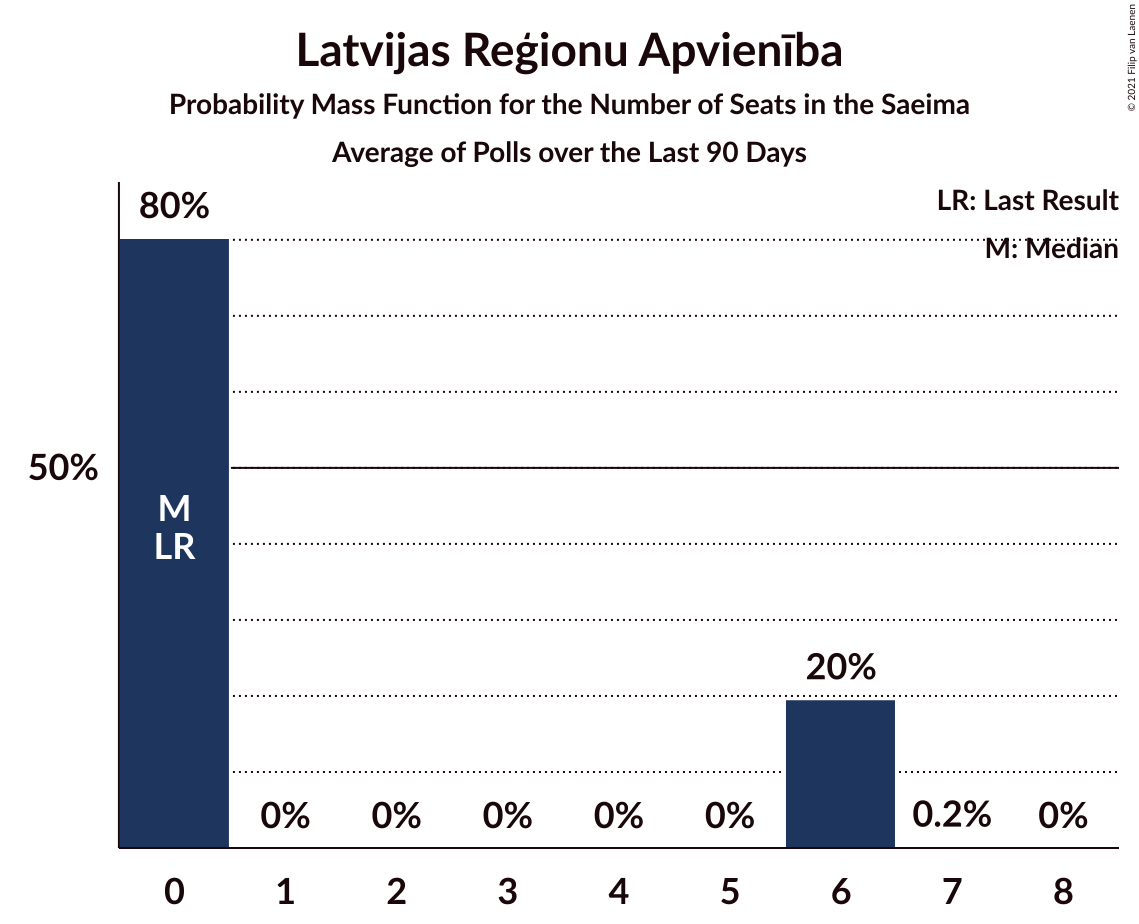 Latvijas Reģionu Apvienība
Probability Mass Function for the Number of Seats in the Saeima
Average of Polls over the Last 90 Days
© 2021 Filip van Laenen
LR: Last Result
M: Median
80%
50%
M
LR
20%
0% 0% 0% 0% 0% 0.2% 0%
0 1 2 3 4 5 6 7 8